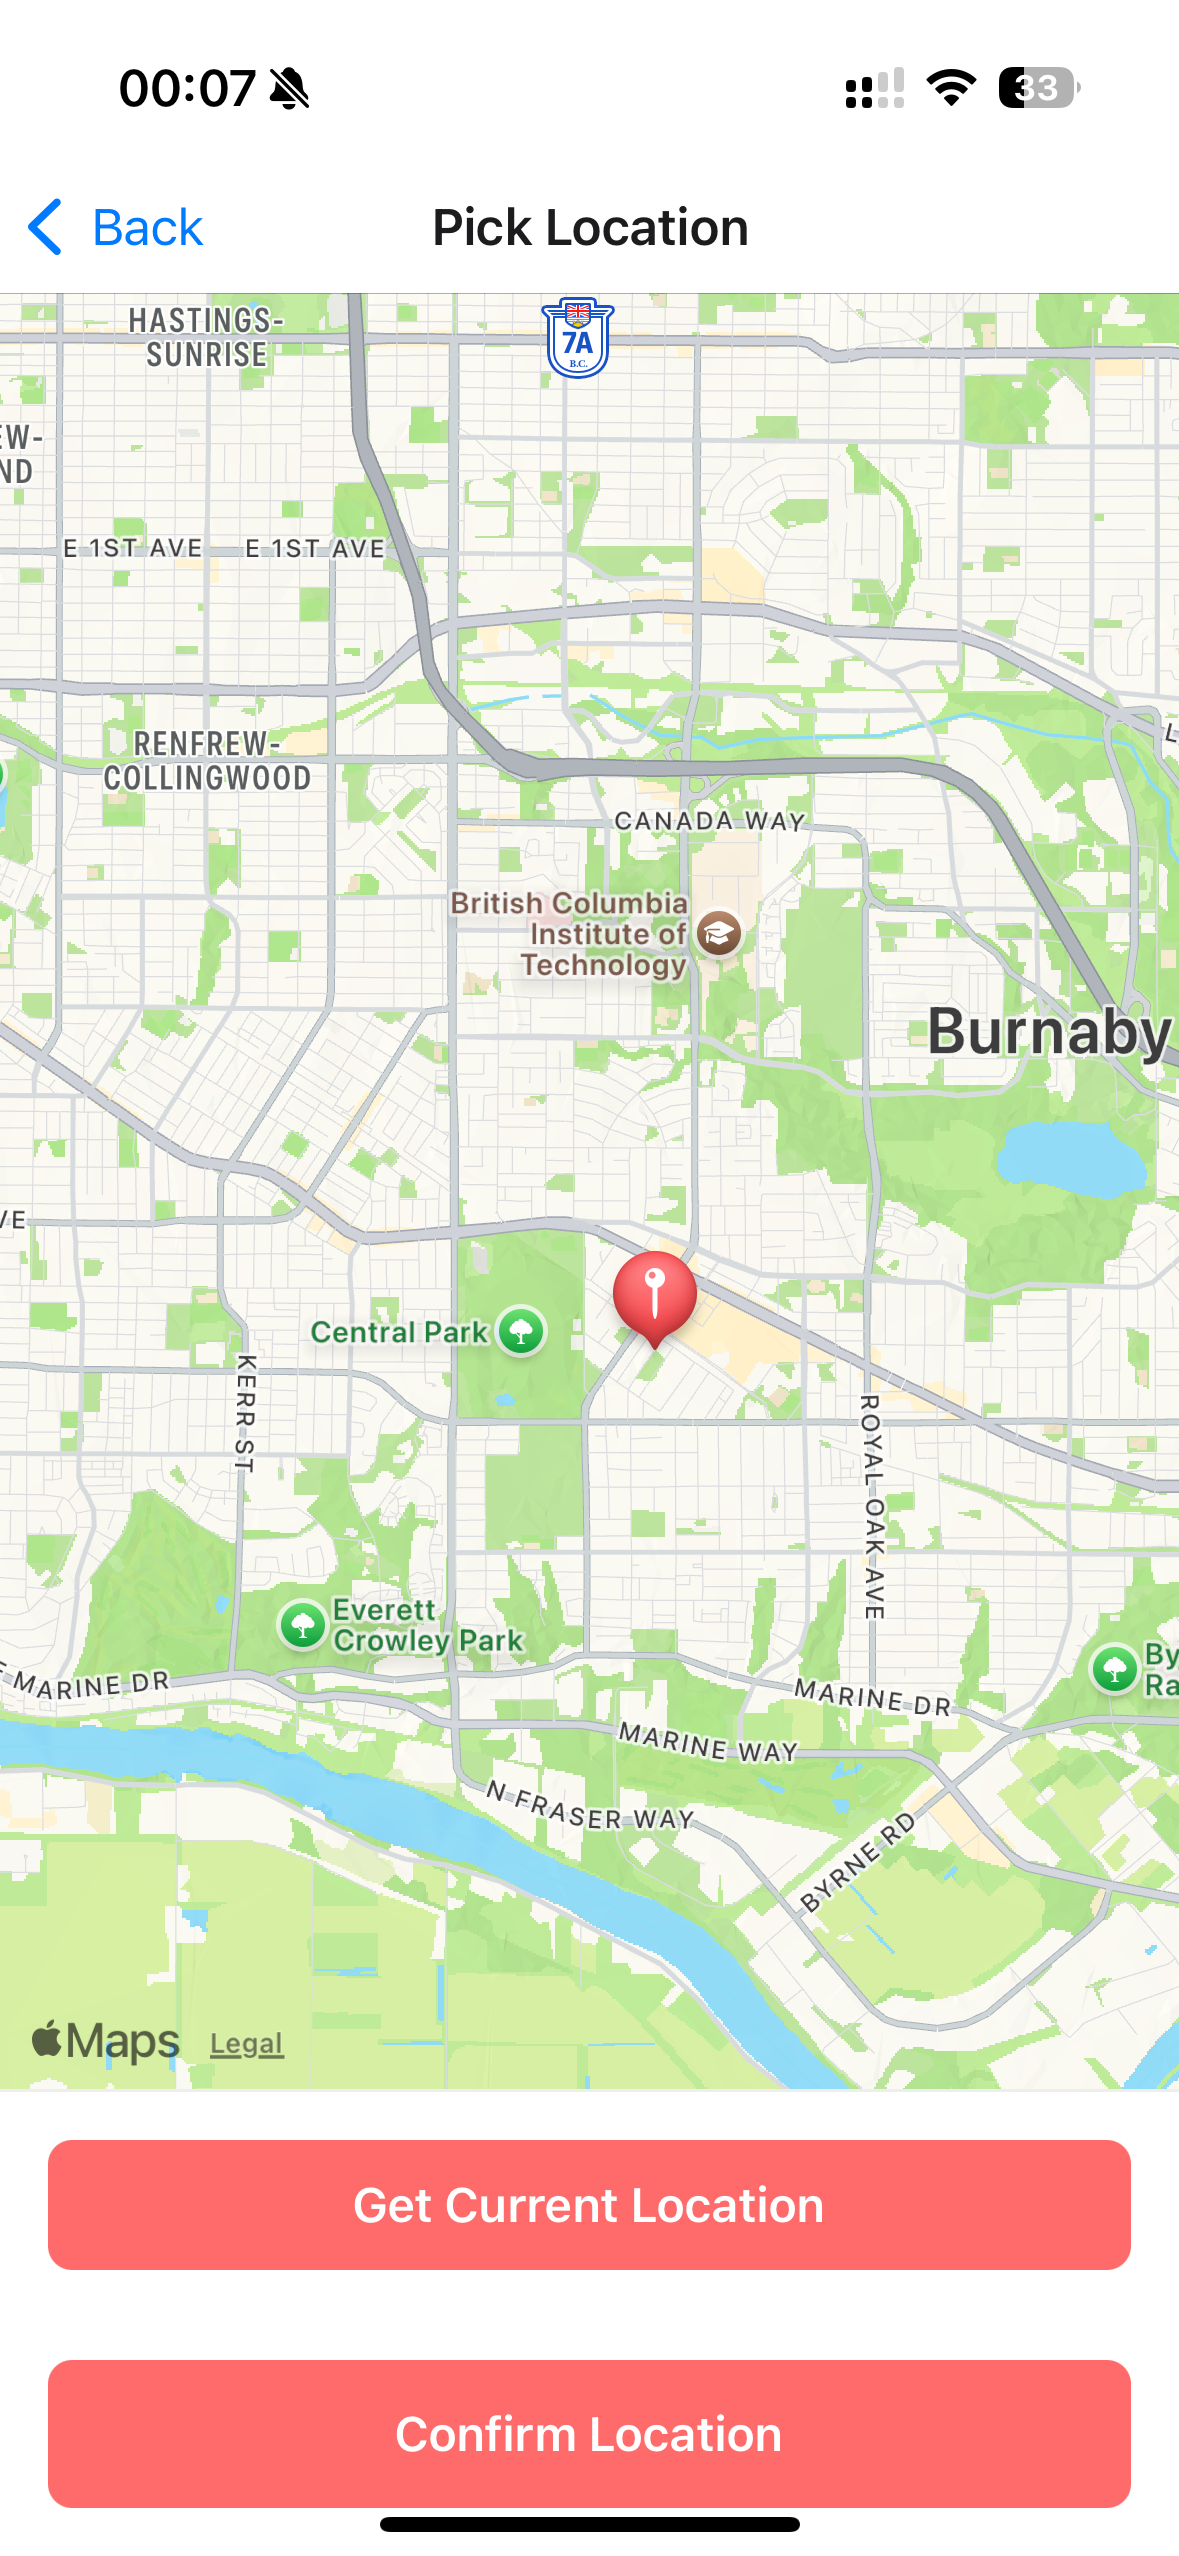 00:07
33
Back
Pick Location
HASTINGS-
SUNRISE
7A
B.C.
EW-
ND
E 1ST AVE
E 1ST AVE
RENFREW-
COLLINGWOOD
CANADA WAY
British Columbia
Institute of
Technology
Burnaby
VE
Central Park
KERR ST
ROYAL OAK AVE
Everett
Crowley Park
By
Ra
E MARINE DR
MARINE DR
MARINE WAY
N FRASER WAY
BYRNE RD
Maps
Legal
Get Current Location
Confirm Location